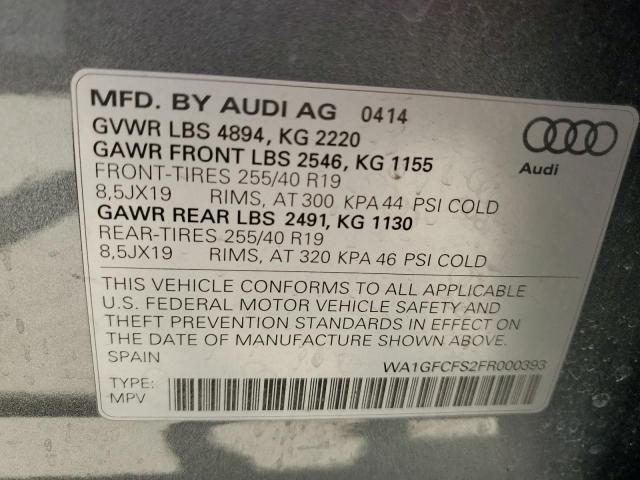 MFD. BY AUDI AG 0414
GVWR LBS 4894, KG 2220
GAWR FRONT LBS 2546, KG 1155
FRONT-TIRES 255/40 R19
8,5JX19 RIMS, AT 300 KPA 44 PSI COLD
GAWR REAR LBS 2491, KG 1130
REAR-TIRES 255/40 R19
8,5JX19 RIMS, AT 320 KPA 46 PSI COLD
Audi
THIS VEHICLE CONFORMS TO ALL APPLICABLE
U.S. FEDERAL MOTOR VEHICLE SAFETY AND
THEFT PREVENTION STANDARDS IN EFFECT ON
THE DATE OF MANUFACTURE SHOWN ABOVE.
SPAIN
WA1GFCFS2FR000393
TYPE:
MPV